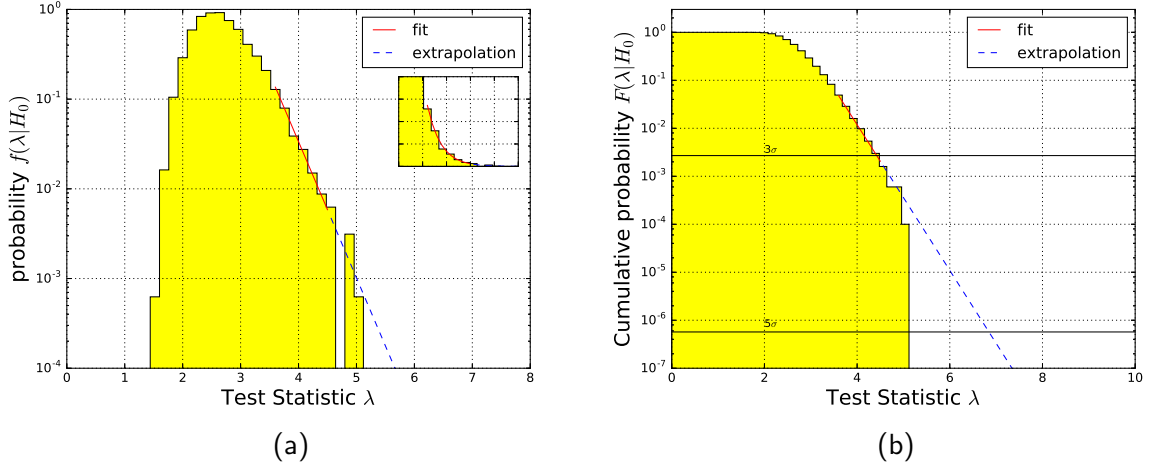 10^0
10^-1
10^-2
10^-3
10^-4
probability f(λ|H_0)
0 1 2 3 4 5 6 7 8
Test Statistic λ
fit
extrapolation
(a)
10^0
10^-1
10^-2
10^-3
10^-4
10^-5
10^-6
10^-7
Cumulative probability F(λ|H_0)
0 2 4 6 8 10
Test Statistic λ
fit
extrapolation
3σ
5σ
(b)